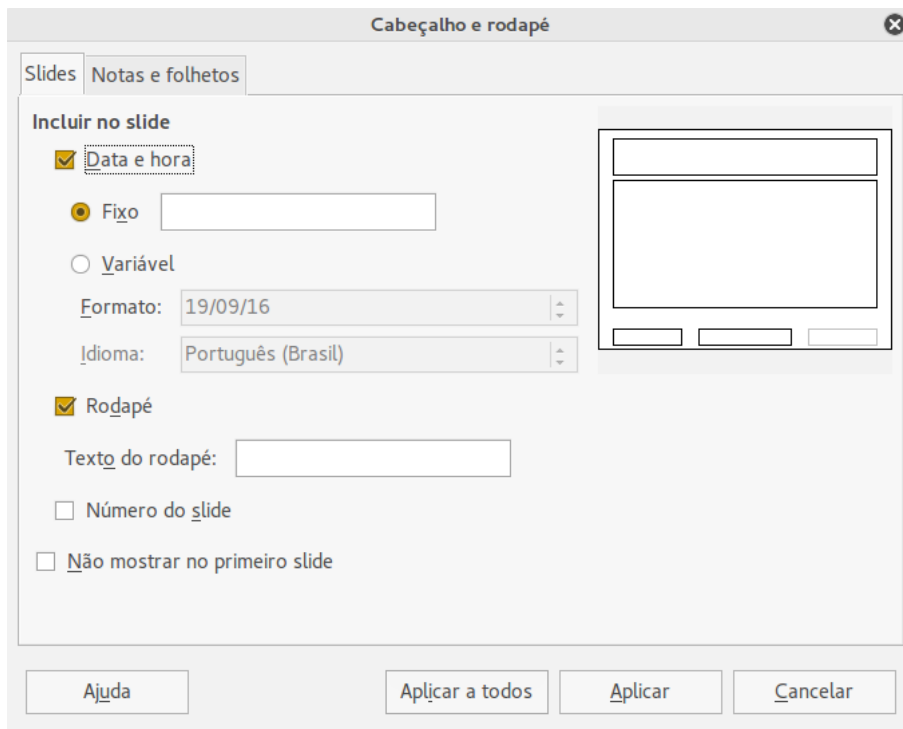 Cabeçalho e rodapé
Slides Notas e folhetos
Incluir no slide
Data e hora
Fixo
Variável
Formato: 19/09/16
Idioma: Português (Brasil)
Rodapé
Texto do rodapé:
Número do slide
Não mostrar no primeiro slide
Ajuda Aplicar a todos Aplicar Cancelar